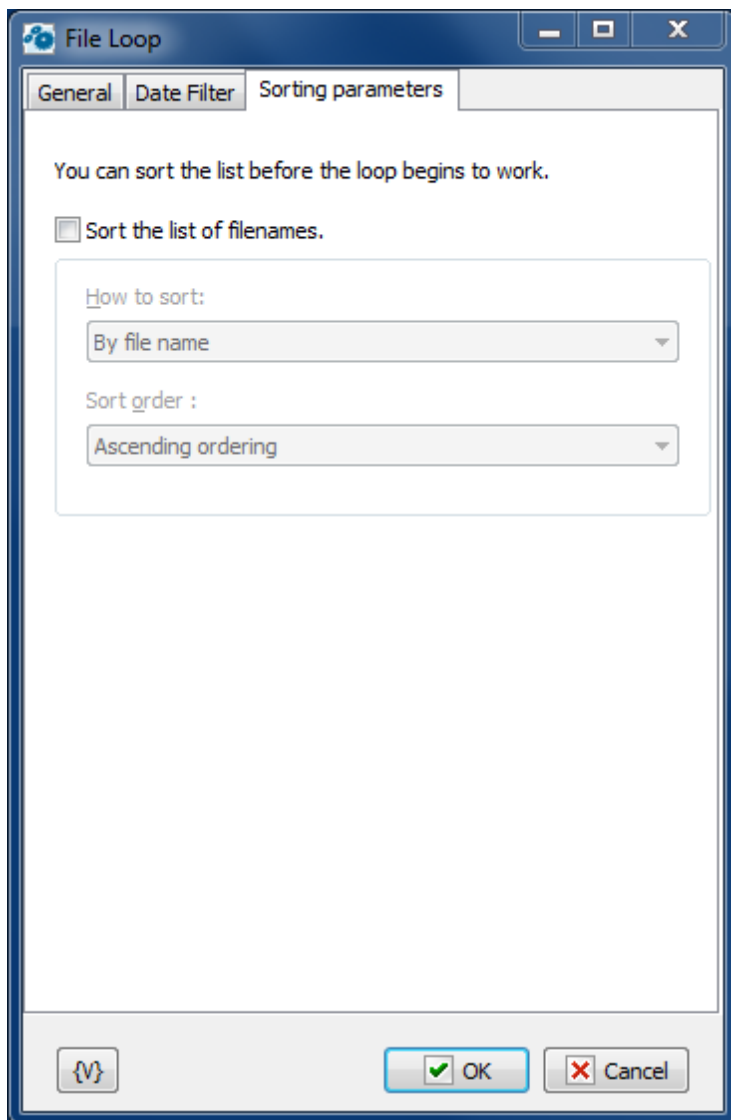 File Loop
General Date Filter Sorting parameters
You can sort the list before the loop begins to work.
Sort the list of filenames.
How to sort:
By file name
Sort order :
Ascending ordering
{V} OK Cancel